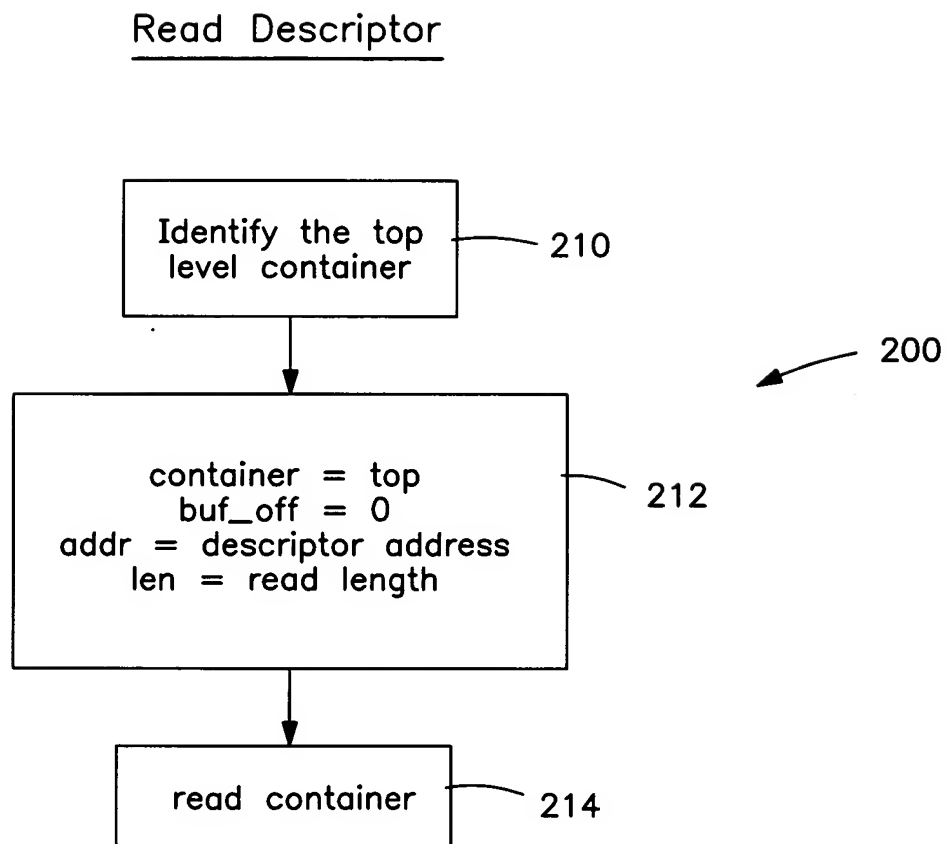 Read Descriptor
Identify the top
level container
210
200
container = top
buf_off = 0
addr = descriptor address
len = read length
212
read container
214